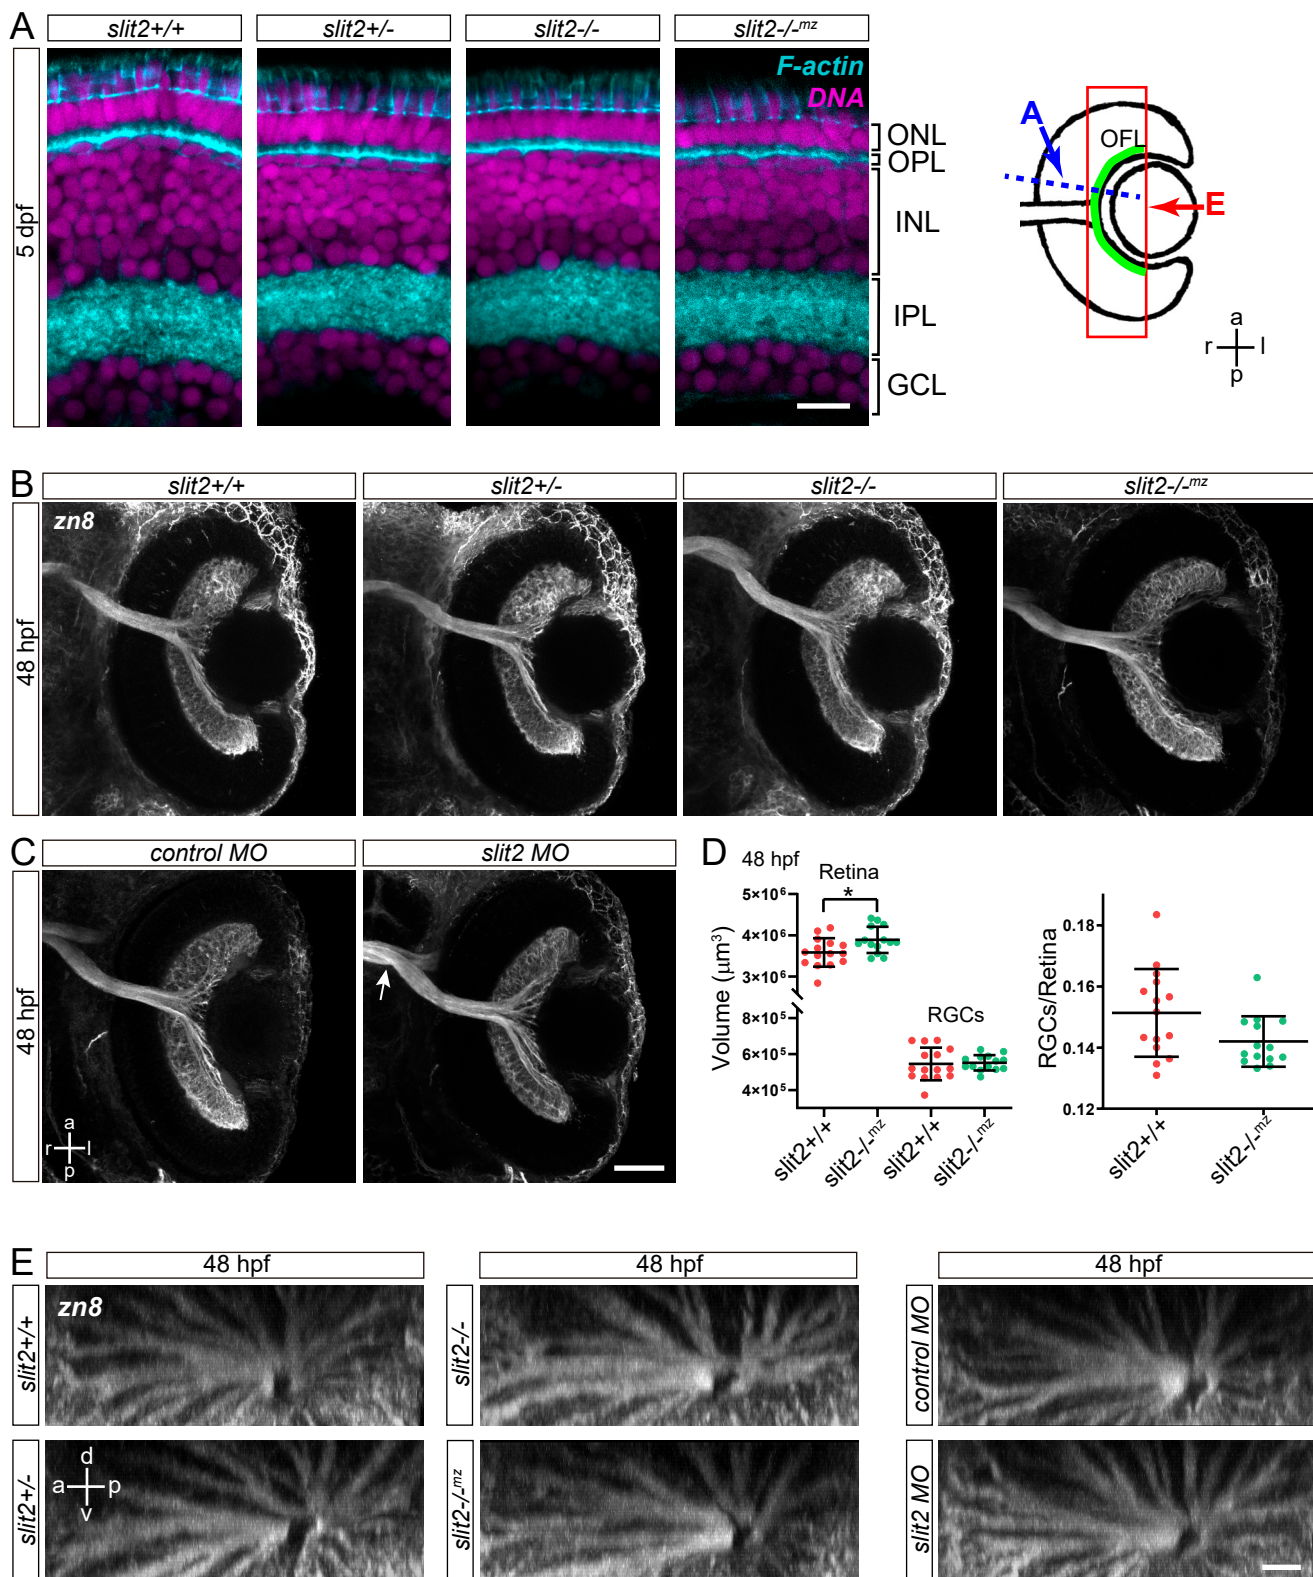 A
slit2+/+
slit2+/-
slit2-/-
slit2-/-mz
5 dpf
F-actin
DNA
ONL
OPL
INL
IPL
GCL
A
OFL
E
a
r l
p
B
slit2+/+
slit2+/-
slit2-/-
slit2-/-mz
48 hpf
zn8
C
control MO
slit2 MO
48 hpf
a
r l
p
D
48 hpf
Retina
*
5×10⁶
4×10⁶
3×10⁶
8×10⁵
6×10⁵
4×10⁵
Volume (μm³)
RGCs
slit2+/+
slit2-/-mz
slit2+/+
slit2-/-mz
RGCs/Retina
0.18
0.16
0.14
0.12
slit2+/+
slit2-/-mz
E
48 hpf
48 hpf
48 hpf
slit2+/+
zn8
slit2-/-
control MO
slit2+/-
d
a p
v
slit2-/-mz
slit2 MO